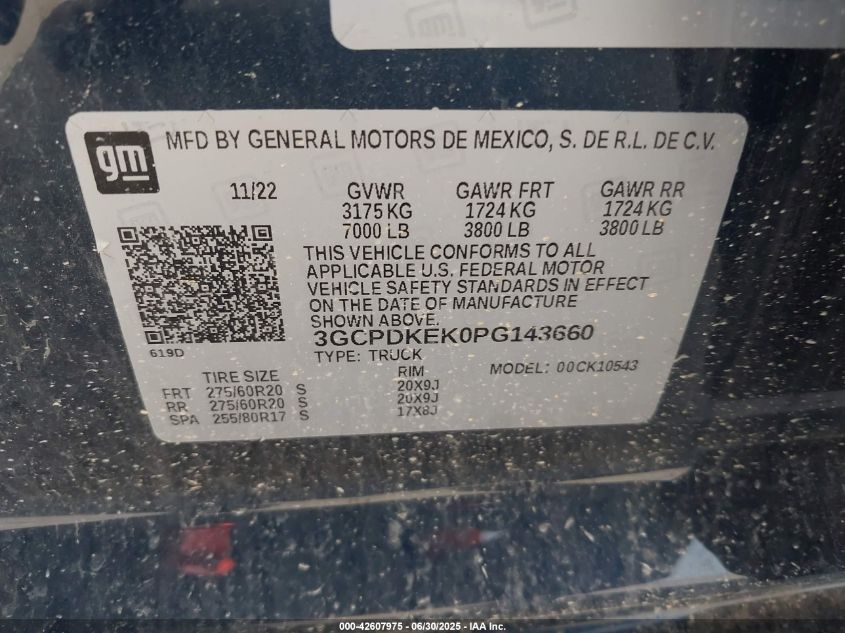 gm
MFD BY GENERAL MOTORS DE MEXICO, S. DE R.L. DE C.V.
11/22 GVWR GAWR FRT GAWR RR
3175 KG 1724 KG 1724 KG
7000 LB 3800 LB 3800 LB
THIS VEHICLE CONFORMS TO ALL
APPLICABLE U.S. FEDERAL MOTOR
VEHICLE SAFETY STANDARDS IN EFFECT
ON THE DATE OF MANUFACTURE
SHOWN ABOVE.
619D
3GCPDKEK0PG143660
TYPE: TRUCK
MODEL: 00CK10543
TIRE SIZE RIM
FRT 275/60R20 S 20X9J
RR 275/60R20 S 20X9J
SPA 255/80R17 S 17X8J
000-42607975 - 06/30/2025 - IAA Inc.